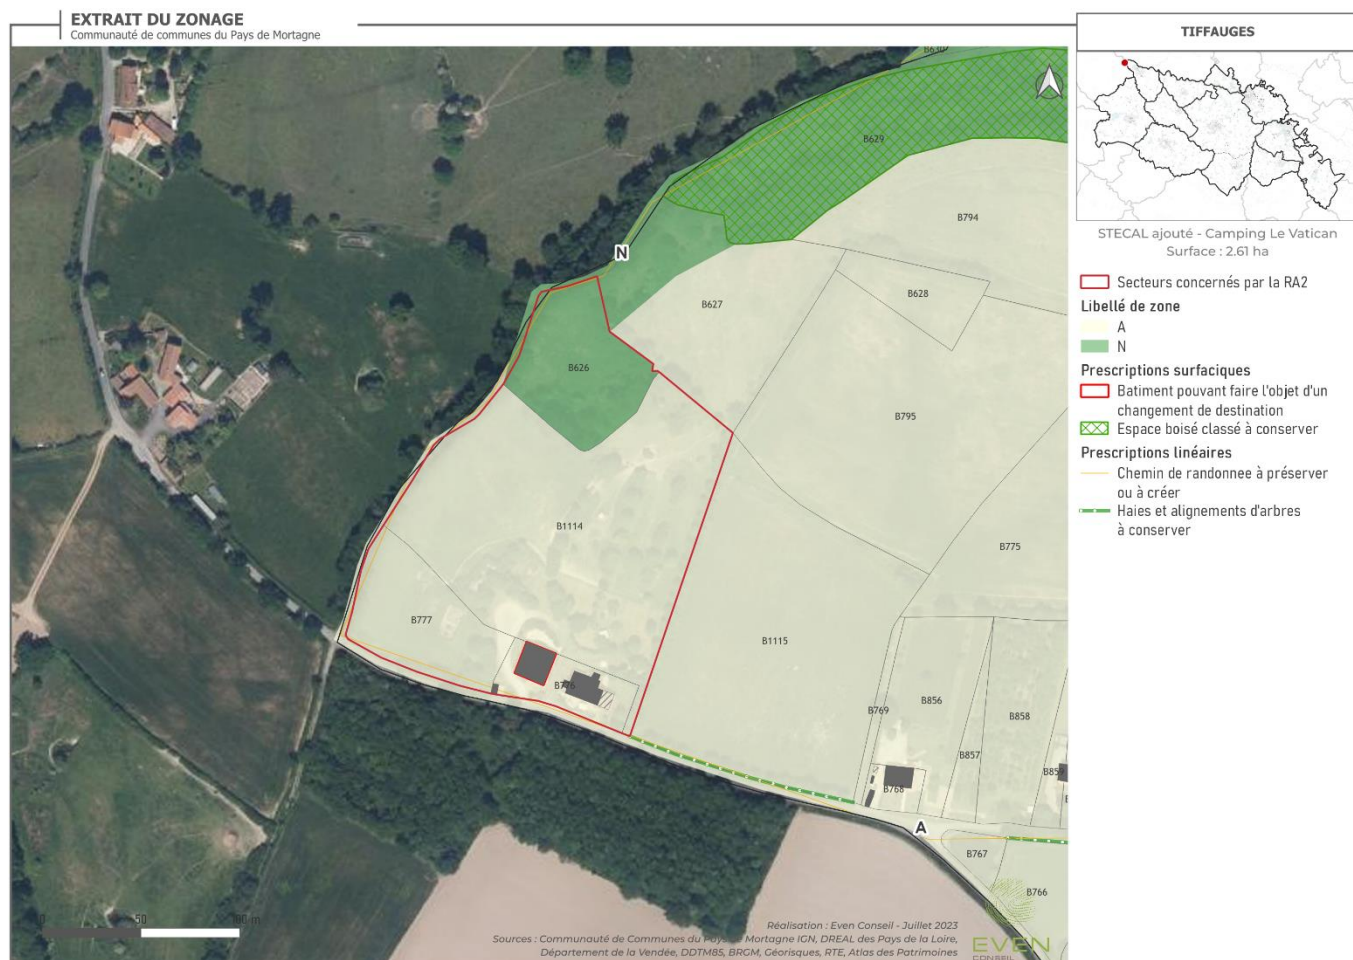 EXTRAIT DU ZONAGE
Communauté de communes du Pays de Mortagne
TIFFAUGES
STECAL ajouté - Camping Le Vatican
Surface : 2.61 ha
Secteurs concernés par la RA2
Libellé de zone
A
N
Prescriptions surfaciques
Batiment pouvant faire l'objet d'un
changement de destination
Espace boisé classé à conserver
Prescriptions linéaires
Chemin de randonnee à préserver
ou à créer
Haies et alignements d'arbres
à conserver
B630
B629
B794
N
B628
B627
B626
B795
B1114
B775
B777
B1115
B776
B769
B856
B858
B857
B859
B768
A
B767
B766
0
50
100 m
Réalisation : Even Conseil - Juillet 2023
Sources : Communauté de Communes du Pays de Mortagne IGN, DREAL des Pays de la Loire,
Département de la Vendée, DDTM85, BRGM, Géorisques, RTE, Atlas des Patrimoines
EVEN
CONSEIL